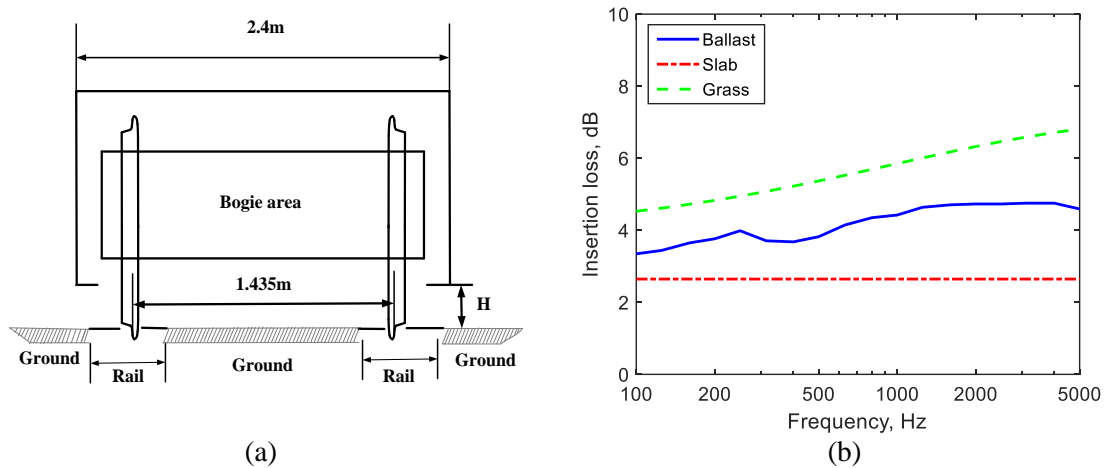 2.4m
Bogie area
1.435m
H
Ground
Rail
Ground
Rail
Ground
(a)
Ballast
Slab
Grass
Insertion loss, dB
10
8
6
4
2
0
100
200
500
1000
2000
5000
Frequency, Hz
(b)